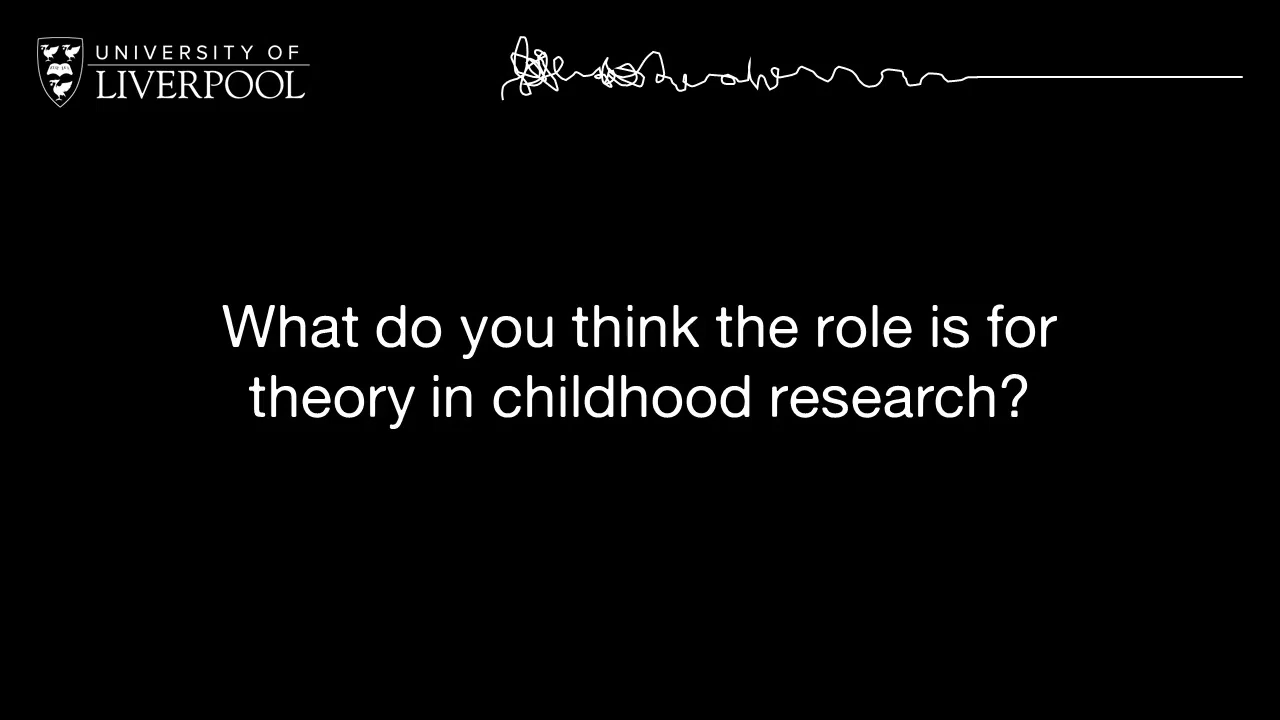 UNIVERSITY OF
LIVERPOOL
What do you think the role is for
theory in childhood research?